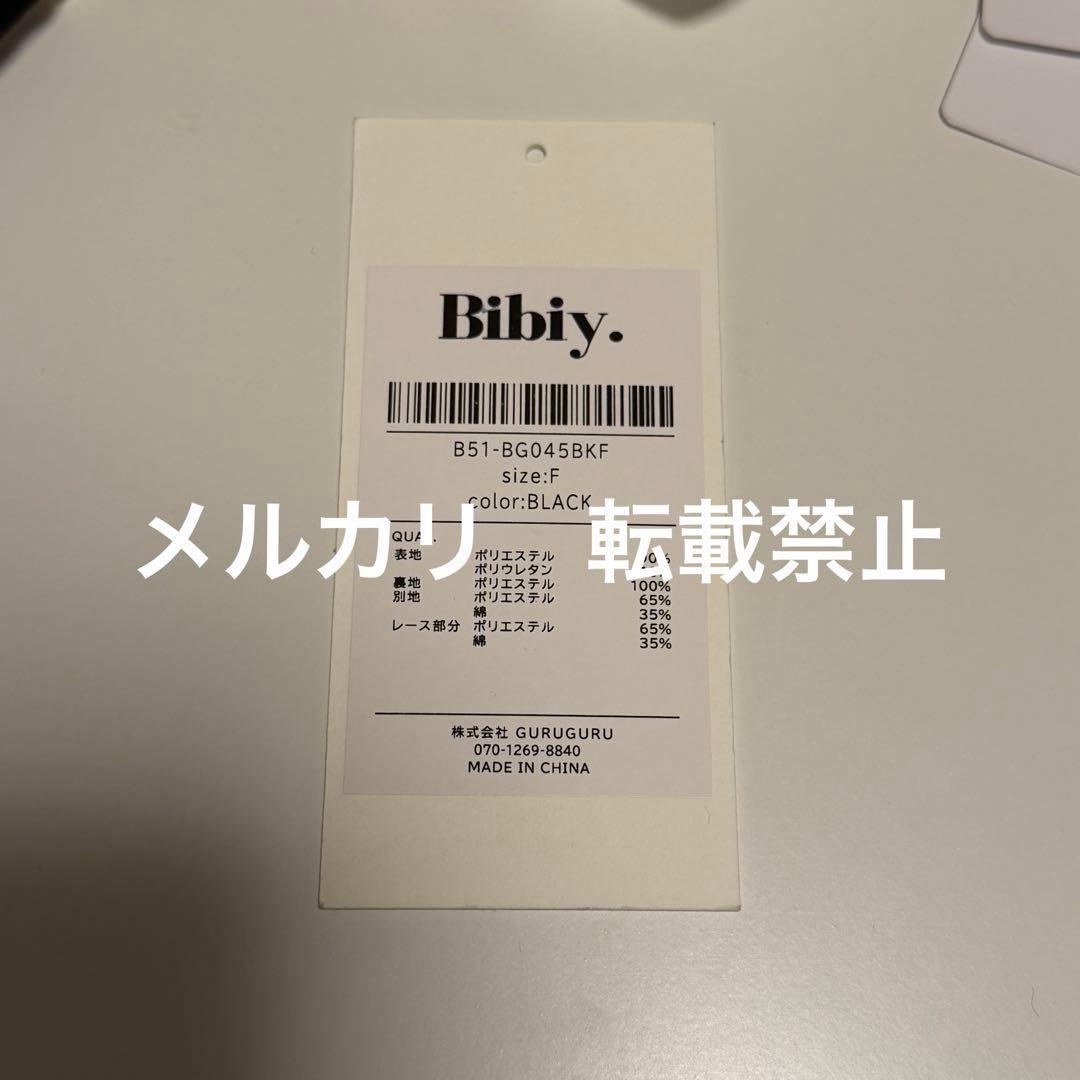 Bibiy.
B51-BG045BKF
size:F
color:BLACK
メルカリ 転載禁止
表地 ポリエステル
ポリウレタン
裏地 ポリエステル 100%
別地 ポリエステル 65%
綿 35%
レース部分 ポリエステル 65%
綿 35%
株式会社 GURUGURU
070-1269-8840
MADE IN CHINA